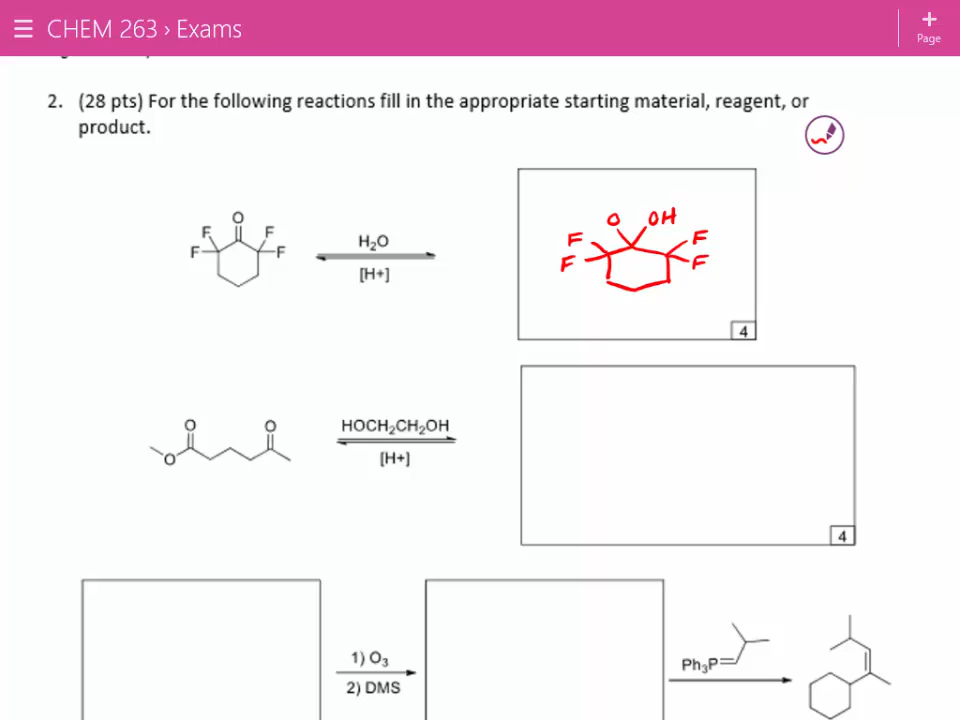 CHEM 263 › Exams
Page
2. (28 pts) For the following reactions fill in the appropriate starting material, reagent, or
product.
O
F F
F F
H₂O
[H+]
O OH
F F
F F
4
O O
O
HOCH₂CH₂OH
[H+]
4
1) O₃
2) DMS
Ph₃P